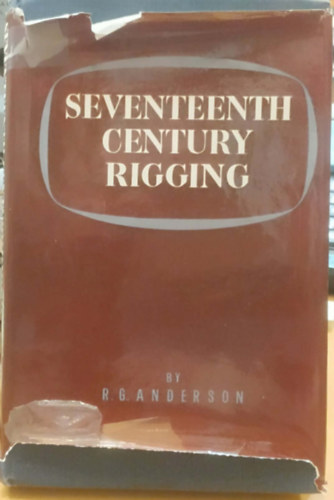 SEVENTEENTH
CENTURY
RIGGING
BY
R. G. ANDERSON